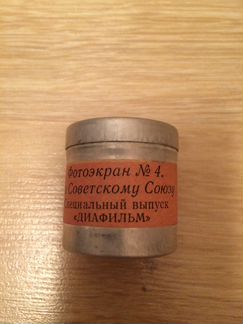 Фотоэкран № 4.
Советскому Союзу
Специальный выпуск
«ДИАФИЛЬМ»